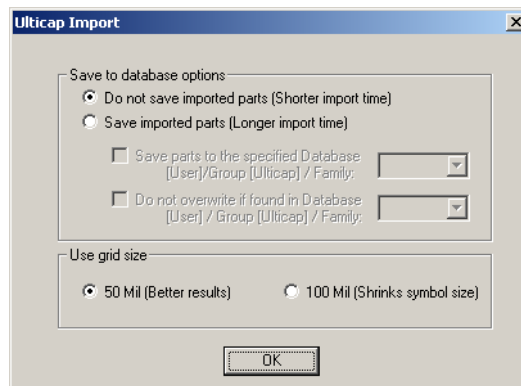 Ulticap Import
Save to database options
Do not save imported parts (Shorter import time)
Save imported parts (Longer import time)
Save parts to the specified Database
[User]/Group [Ulticap] / Family:
Do not overwrite if found in Database
[User] / Group [Ulticap] / Family:
Use grid size
50 Mil (Better results)
100 Mil (Shrinks symbol size)
OK